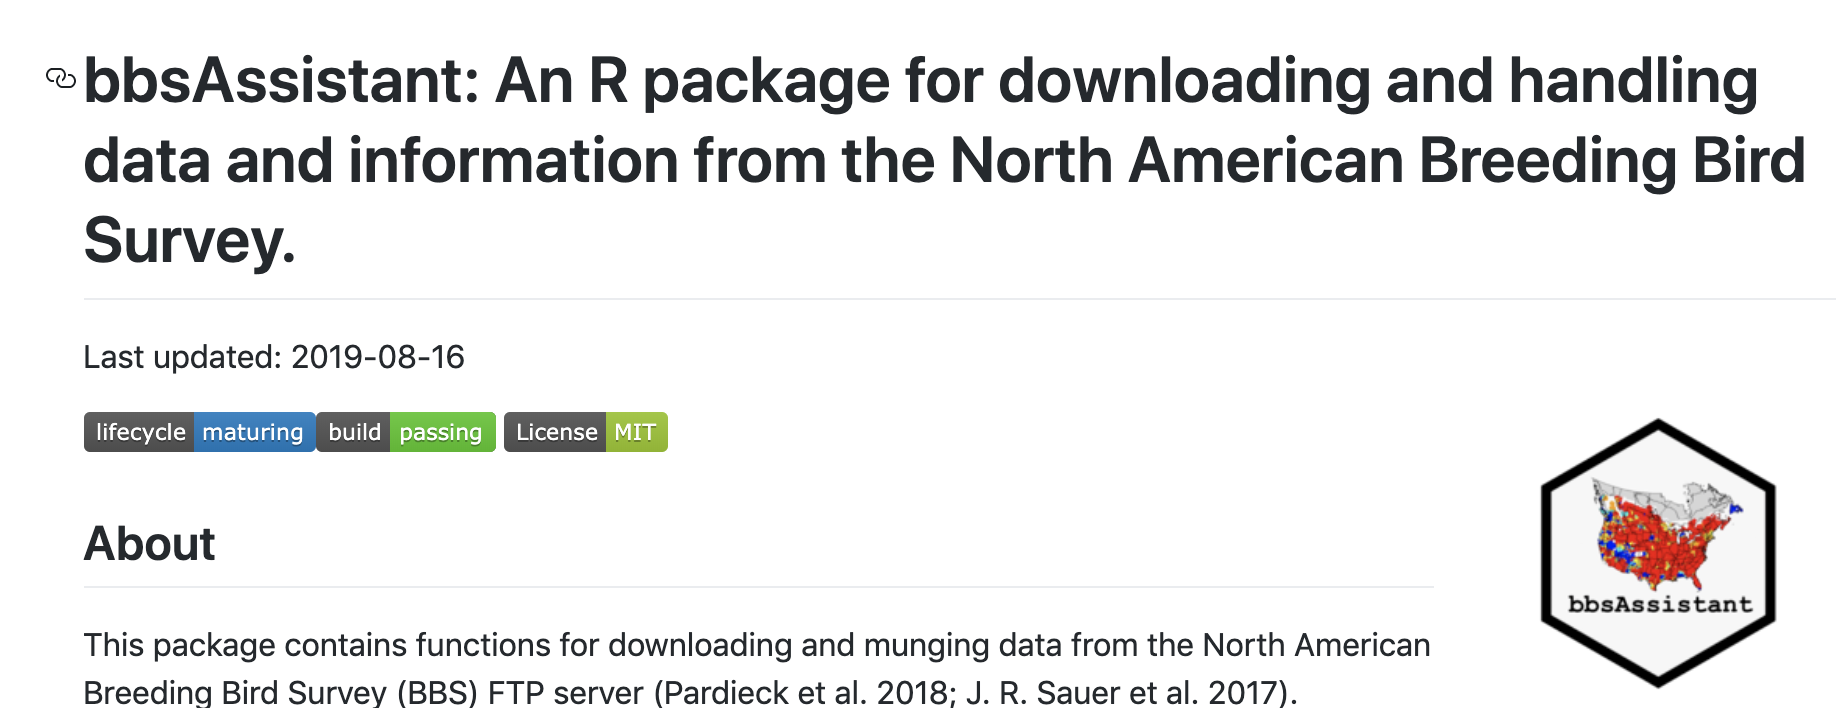 bbsAssistant: An R package for downloading and handling
data and information from the North American Breeding Bird
Survey.
Last updated: 2019-08-16
lifecycle maturing build passing License MIT
About
This package contains functions for downloading and munging data from the North American
Breeding Bird Survey (BBS) FTP server (Pardieck et al. 2018; J. R. Sauer et al. 2017).
bbsAssistant